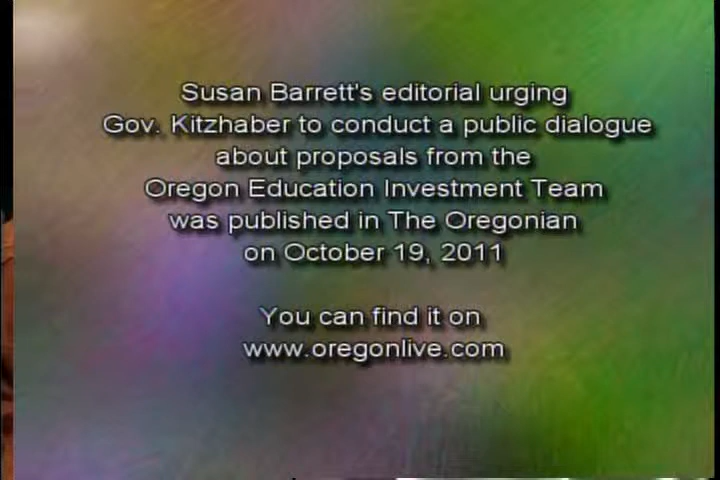 Susan Barrett's editorial urging
Gov. Kitzhaber to conduct a public dialogue
about proposals from the
Oregon Education Investment Team
was published in The Oregonian
on October 19, 2011
You can find it on
www.oregonlive.com